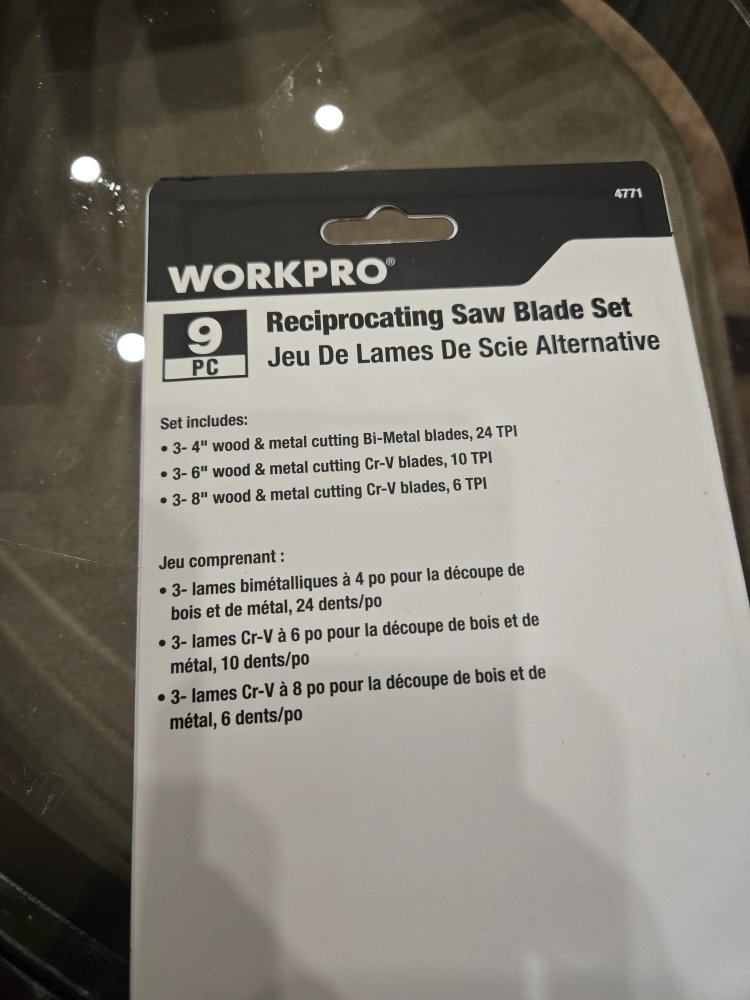 4771
WORKPRO®
9
PC
Reciprocating Saw Blade Set
Jeu De Lames De Scie Alternative
Set includes:
• 3- 4" wood & metal cutting Bi-Metal blades, 24 TPI
• 3- 6" wood & metal cutting Cr-V blades, 10 TPI
• 3- 8" wood & metal cutting Cr-V blades, 6 TPI
Jeu comprenant :
• 3- lames bimétalliques à 4 po pour la découpe de
bois et de métal, 24 dents/po
• 3- lames Cr-V à 6 po pour la découpe de bois et de
métal, 10 dents/po
• 3- lames Cr-V à 8 po pour la découpe de bois et de
métal, 6 dents/po